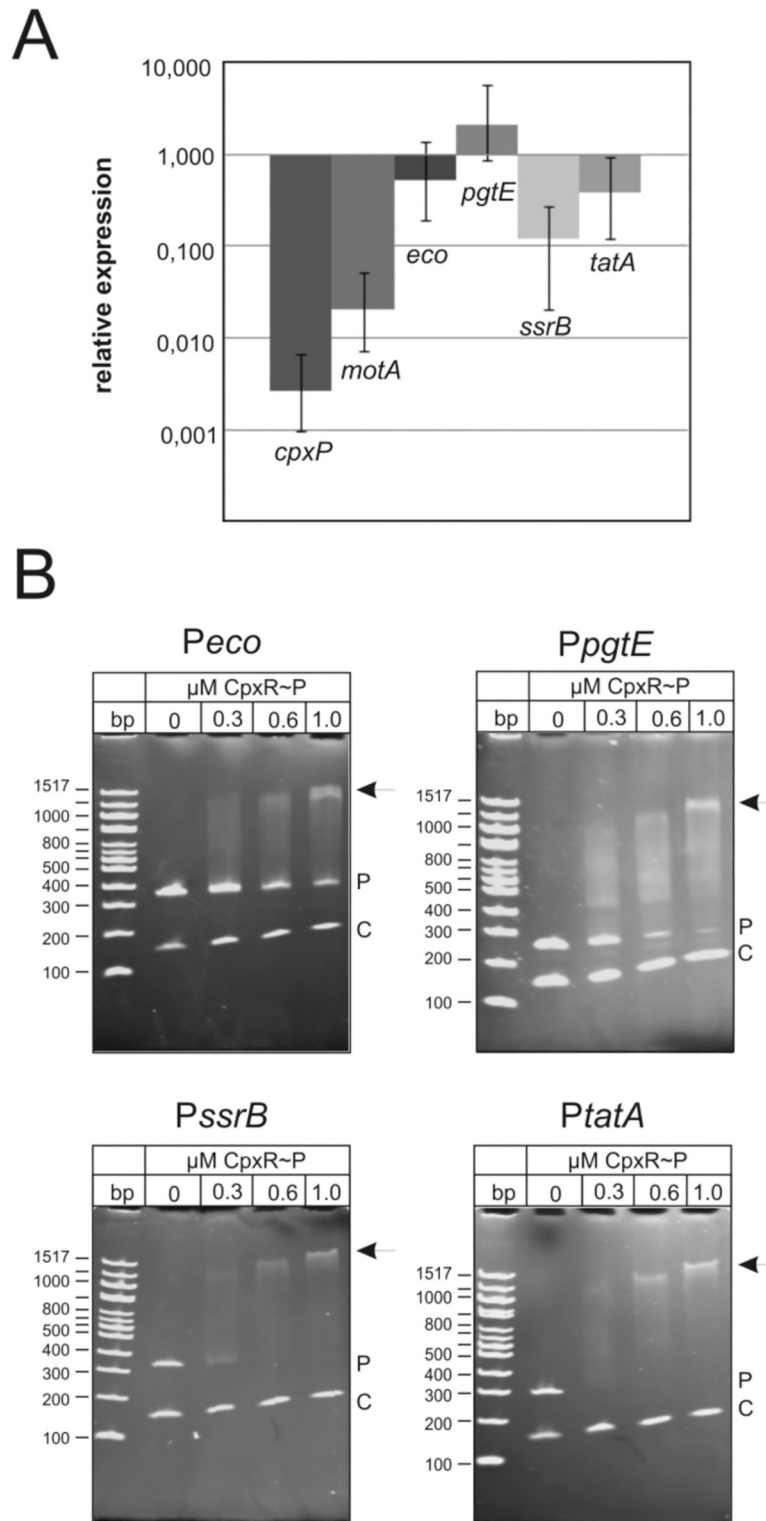 A
10,000
1,000
0,100
0,010
0,001
relative expression
cpxP
motA
eco
pgtE
ssrB
tatA
B
Peco
µM CpxR~P
bp 0 0.3 0.6 1.0
1517
1000
800
500
400
300
200
100
P
C
PpgtE
µM CpxR~P
bp 0 0.3 0.6 1.0
1517
1000
800
500
400
300
200
100
P
C
PssrB
µM CpxR~P
bp 0 0.3 0.6 1.0
1517
1000
800
500
400
300
200
100
P
C
PtatA
µM CpxR~P
bp 0 0.3 0.6 1.0
1517
1000
800
500
400
300
200
100
P
C